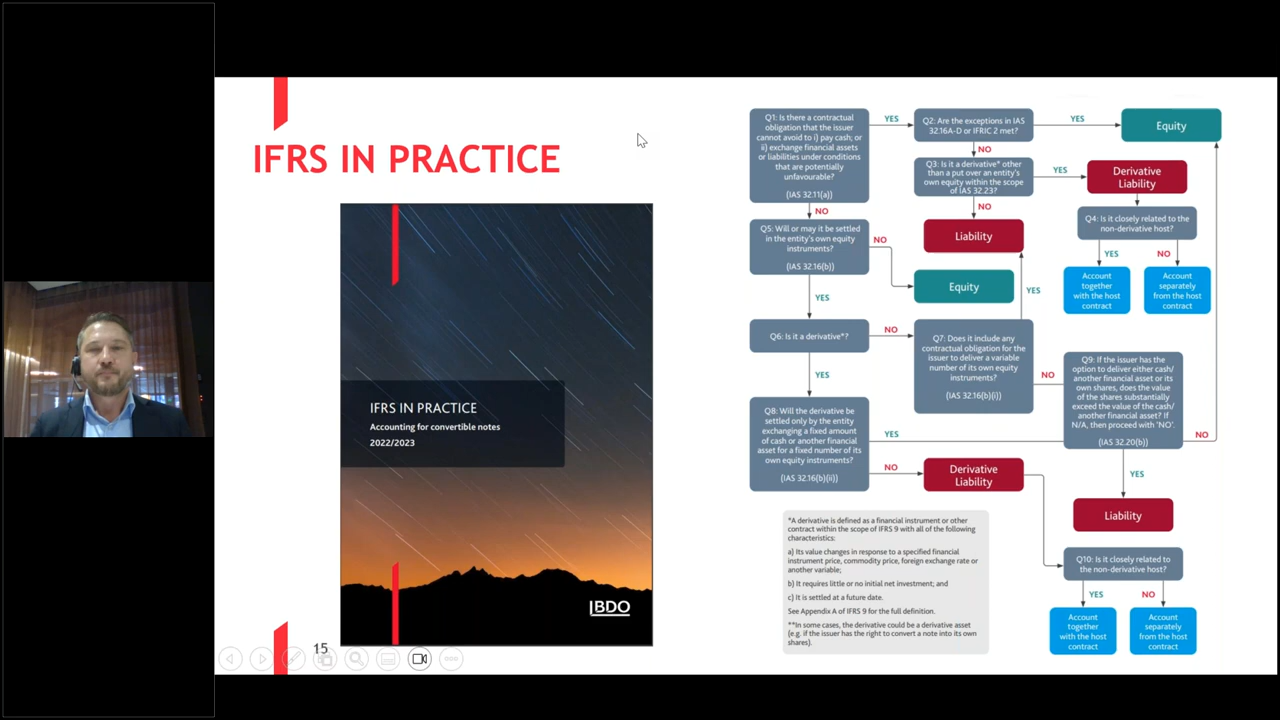 IFRS IN PRACTICE
IFRS IN PRACTICE
Accounting for convertible notes
2022/2023
IBDO
15
Q1: Is there a contractual
obligation that the issuer
cannot avoid to i) pay cash; or
ii) exchange financial assets
or liabilities under conditions
that are potentially
unfavourable?
(IAS 32.11(a))
YES
Q2: Are the exceptions in IAS
32.16A-D or IFRIC 2 met?
YES
Equity
NO
Q3: Is it a derivative* other
than a put over an entity's
own equity within the scope
of IAS 32.23?
YES
Derivative
Liability
NO
NO
Q4: Is it closely related to the
non-derivative host?
Q5: Will or may it be settled
in the entity's own equity
instruments?
(IAS 32.16(b))
NO
Liability
YES
NO
Account
together
with the host
contract
Account
separately
from the host
contract
Equity
YES
YES
Q6: Is it a derivative*?
NO
Q7: Does it include any
contractual obligation for the
issuer to deliver a variable
number of its own equity
instruments?
(IAS 32.16(b)(i))
NO
Q9: If the issuer has the
option to deliver either cash/
another financial asset or its
own shares, does the value
of the shares substantially
exceed the value of the cash/
another financial asset? If
N/A, then proceed with 'NO'.
(IAS 32.20(b))
NO
YES
Q8: Will the derivative be
settled only by the entity
exchanging a fixed amount
of cash or another financial
asset for a fixed number of its
own equity instruments?
(IAS 32.16(b)(ii))
YES
NO
Derivative
Liability
YES
Liability
*A derivative is defined as a financial instrument or other
contract within the scope of IFRS 9 with all of the following
characteristics:
a) Its value changes in response to a specified financial
instrument price, commodity price, foreign exchange rate or
another variable;
b) It requires little or no initial net investment; and
c) It is settled at a future date.
See Appendix A of IFRS 9 for the full definition.
**In some cases, the derivative could be a derivative asset
(e.g. if the issuer has the right to convert a note into its own
shares).
Q10: Is it closely related to
the non-derivative host?
YES
NO
Account
together
with the host
contract
Account
separately
from the host
contract